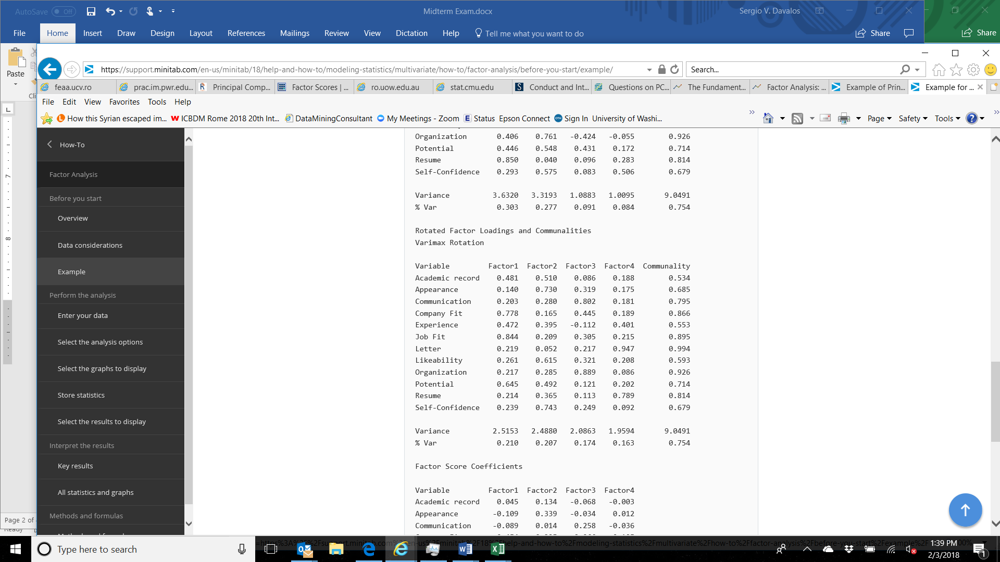 AutoSave Off Midterm Exam.docx Sergio V. Davalos
File Home Insert Draw Design Layout References Mailings Review View Dictation Help Tell me what you want to do Share Share
Paste
https://support.minitab.com/en-us/minitab/18/help-and-how-to/modeling-statistics/multivariate/how-to/factor-analysis/before-you-start/example/ Search...
feaa.ucv.ro prac.im.pwr.edu... Principal Comp... Factor Scores | ... ro.uow.edu.au stat.cmu.edu Conduct and Int... Questions on PC... The Fundament... Factor Analysis: ... Example of Prin... Example for ...
File Edit View Favorites Tools Help
How this Syrian escaped im... ICBDM Rome 2018 20th Int... DataMiningConsultant My Meetings - Zoom Status Epson Connect Sign In University of Washi... Page Safety Tools
How-To
Factor Analysis
Before you start
Overview
Data considerations
Example
Perform the analysis
Enter your data
Select the analysis options
Select the graphs to display
Store statistics
Select the results to display
Interpret the results
Key results
All statistics and graphs
Methods and formulas
Organization 0.406 0.761 -0.424 -0.055 0.926
Potential 0.446 0.548 0.431 0.172 0.714
Resume 0.850 0.040 0.096 0.283 0.814
Self-Confidence 0.293 0.575 0.083 0.506 0.679
Variance 3.6320 3.3193 1.0883 1.0095 9.0491
% Var 0.303 0.277 0.091 0.084 0.754
Rotated Factor Loadings and Communalities
Varimax Rotation
Variable Factor1 Factor2 Factor3 Factor4 Communality
Academic record 0.481 0.510 0.086 0.188 0.534
Appearance 0.140 0.730 0.319 0.175 0.685
Communication 0.203 0.280 0.802 0.181 0.795
Company Fit 0.778 0.165 0.445 0.189 0.866
Experience 0.472 0.395 -0.112 0.401 0.553
Job Fit 0.844 0.209 0.305 0.215 0.895
Letter 0.219 0.052 0.217 0.947 0.994
Likeability 0.261 0.615 0.321 0.208 0.593
Organization 0.217 0.285 0.889 0.086 0.926
Potential 0.645 0.492 0.121 0.202 0.714
Resume 0.214 0.365 0.113 0.789 0.814
Self-Confidence 0.239 0.743 0.249 0.092 0.679
Variance 2.5153 2.4880 2.0863 1.9594 9.0491
% Var 0.210 0.207 0.174 0.163 0.754
Factor Score Coefficients
Variable Factor1 Factor2 Factor3 Factor4
Academic record 0.045 0.134 -0.068 -0.003
Appearance -0.109 0.339 -0.034 0.012
Communication -0.089 0.014 0.258 -0.036
7
8
Page 2 of
Ready
Type here to search
1:39 PM
2/3/2018
1